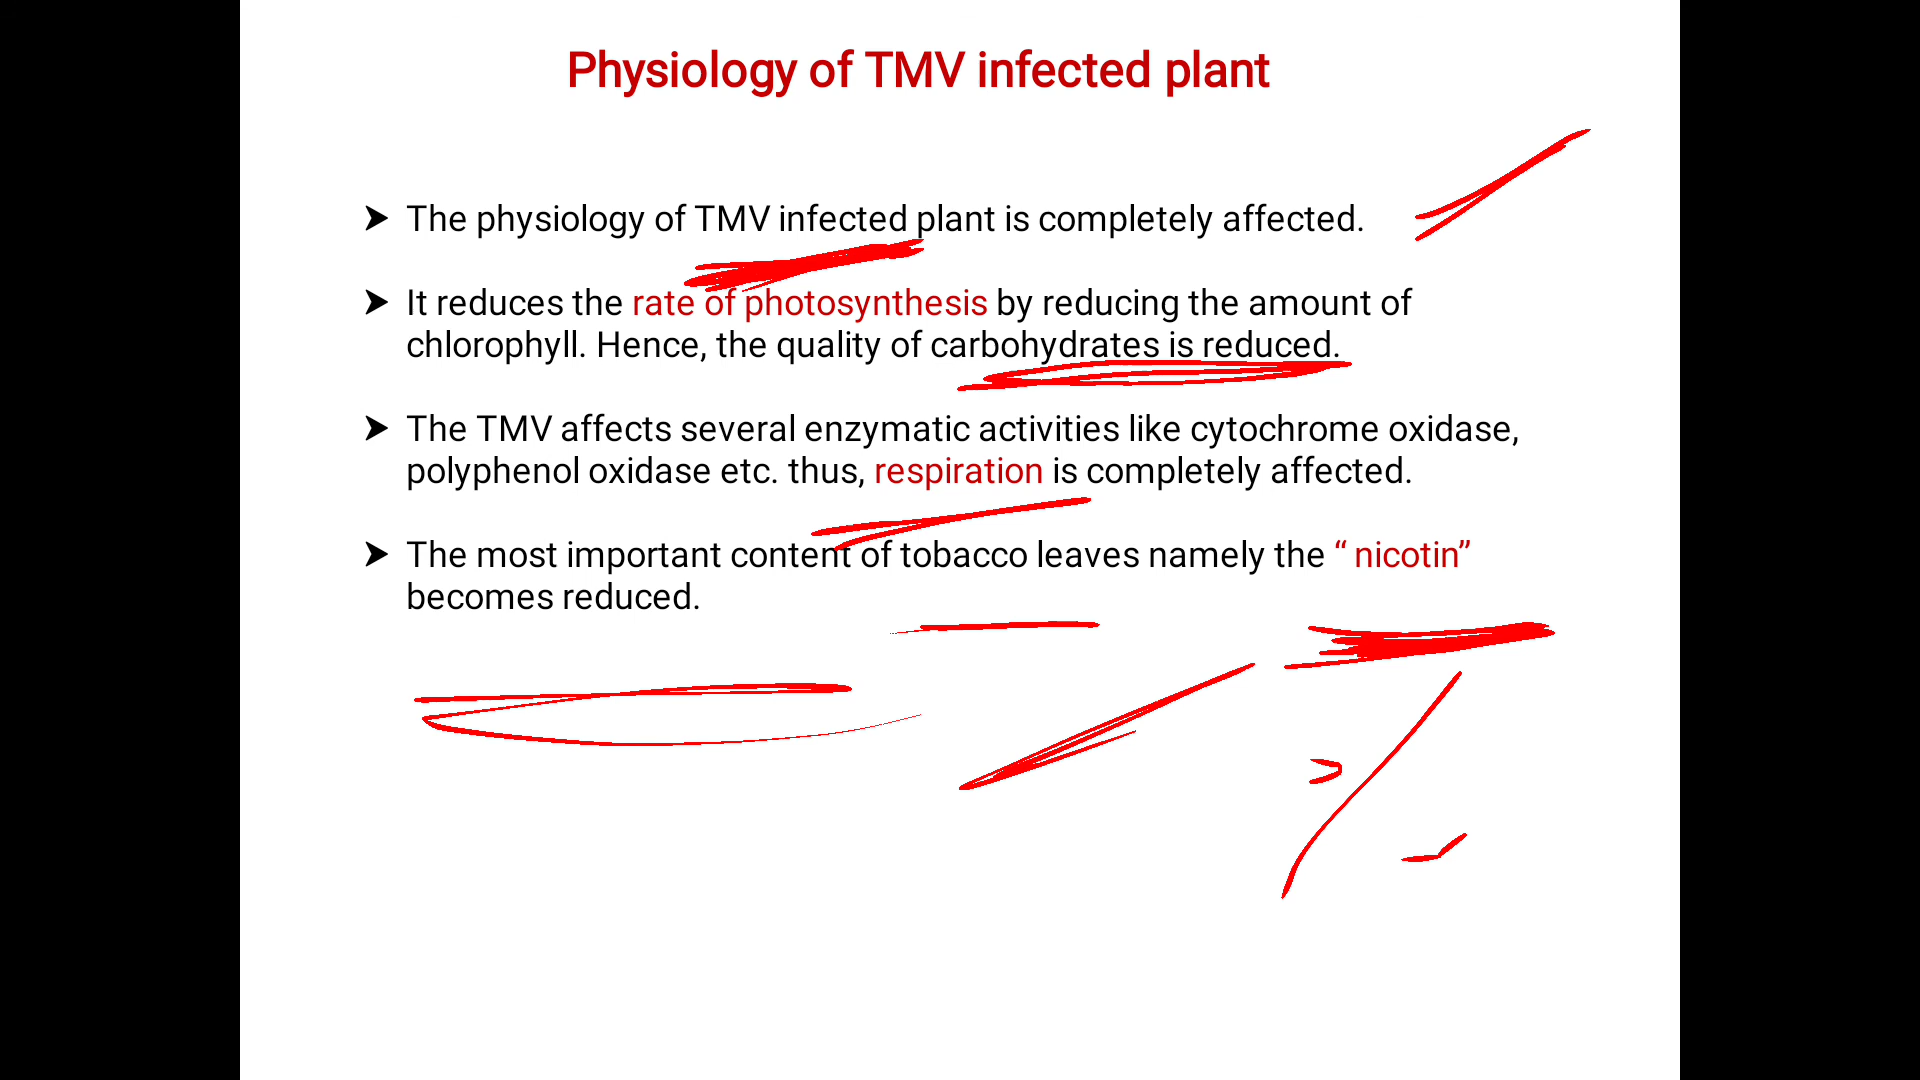 Physiology of TMV infected plant
➤ The physiology of TMV infected plant is completely affected.
➤ It reduces the rate of photosynthesis by reducing the amount of
chlorophyll. Hence, the quality of carbohydrates is reduced.
➤ The TMV affects several enzymatic activities like cytochrome oxidase,
polyphenol oxidase etc. thus, respiration is completely affected.
➤ The most important content of tobacco leaves namely the “ nicotin”
becomes reduced.